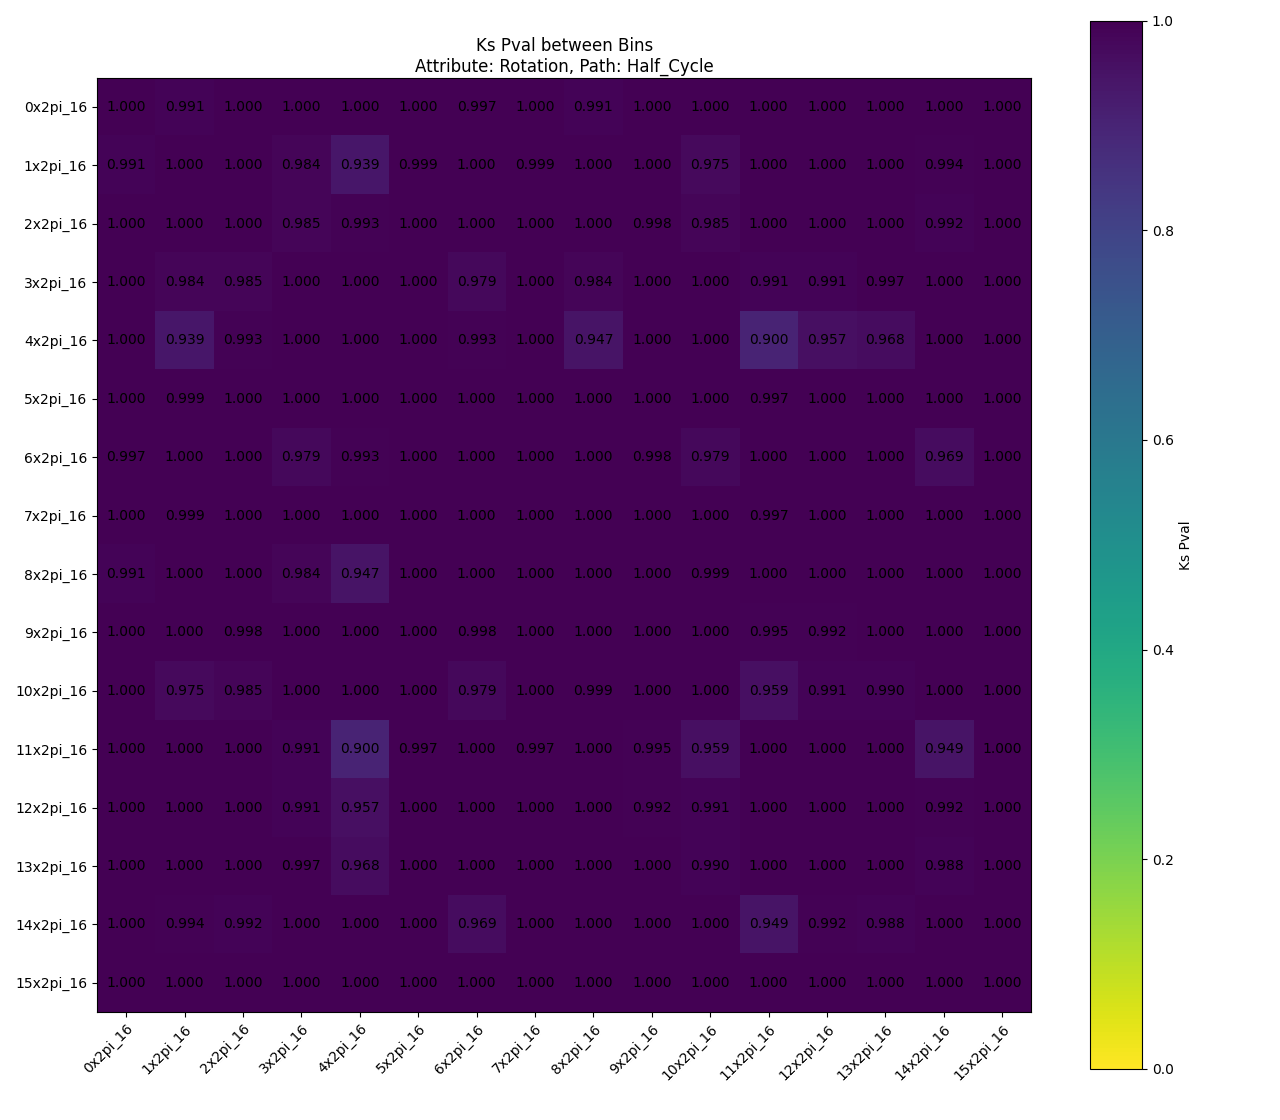 Ks Pval between Bins
Attribute: Rotation, Path: Half_Cycle
0x2pi_16 1.000 0.991 1.000 1.000 1.000 1.000 0.997 1.000 0.991 1.000 1.000 1.000 1.000 1.000 1.000 1.000
1x2pi_16 0.991 1.000 1.000 0.984 0.939 0.999 1.000 0.999 1.000 1.000 0.975 1.000 1.000 1.000 0.994 1.000
2x2pi_16 1.000 1.000 1.000 0.985 0.993 1.000 1.000 1.000 1.000 0.998 0.985 1.000 1.000 1.000 0.992 1.000
3x2pi_16 1.000 0.984 0.985 1.000 1.000 1.000 0.979 1.000 0.984 1.000 1.000 0.991 0.991 0.997 1.000 1.000
4x2pi_16 1.000 0.939 0.993 1.000 1.000 1.000 0.993 1.000 0.947 1.000 1.000 0.900 0.957 0.968 1.000 1.000
5x2pi_16 1.000 0.999 1.000 1.000 1.000 1.000 1.000 1.000 1.000 1.000 1.000 0.997 1.000 1.000 1.000 1.000
6x2pi_16 0.997 1.000 1.000 0.979 0.993 1.000 1.000 1.000 1.000 0.998 0.979 1.000 1.000 1.000 0.969 1.000
7x2pi_16 1.000 0.999 1.000 1.000 1.000 1.000 1.000 1.000 1.000 1.000 1.000 0.997 1.000 1.000 1.000 1.000
8x2pi_16 0.991 1.000 1.000 0.984 0.947 1.000 1.000 1.000 1.000 1.000 0.999 1.000 1.000 1.000 1.000 1.000
9x2pi_16 1.000 1.000 0.998 1.000 1.000 1.000 0.998 1.000 1.000 1.000 1.000 0.995 0.992 1.000 1.000 1.000
10x2pi_16 1.000 0.975 0.985 1.000 1.000 1.000 0.979 1.000 0.999 1.000 1.000 0.959 0.991 0.990 1.000 1.000
11x2pi_16 1.000 1.000 1.000 0.991 0.900 0.997 1.000 0.997 1.000 0.995 0.959 1.000 1.000 1.000 0.949 1.000
12x2pi_16 1.000 1.000 1.000 0.991 0.957 1.000 1.000 1.000 1.000 0.992 0.991 1.000 1.000 1.000 0.992 1.000
13x2pi_16 1.000 1.000 1.000 0.997 0.968 1.000 1.000 1.000 1.000 1.000 0.990 1.000 1.000 1.000 0.988 1.000
14x2pi_16 1.000 0.994 0.992 1.000 1.000 1.000 0.969 1.000 1.000 1.000 1.000 0.949 0.992 0.988 1.000 1.000
15x2pi_16 1.000 1.000 1.000 1.000 1.000 1.000 1.000 1.000 1.000 1.000 1.000 1.000 1.000 1.000 1.000 1.000
0x2pi_16 1x2pi_16 2x2pi_16 3x2pi_16 4x2pi_16 5x2pi_16 6x2pi_16 7x2pi_16 8x2pi_16 9x2pi_16 10x2pi_16 11x2pi_16 12x2pi_16 13x2pi_16 14x2pi_16 15x2pi_16
1.0
0.8
0.6
0.4
0.2
0.0
Ks Pval